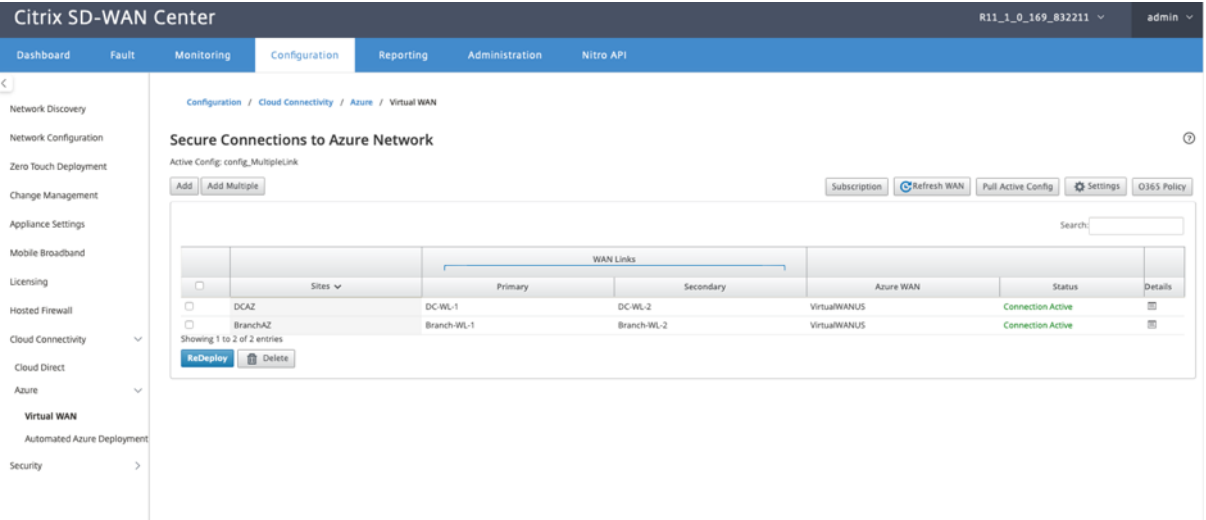 Citrix SD-WAN Center
R11_1_0_169_832211 admin
Dashboard Fault Monitoring Configuration Reporting Administration Nitro API
Network Discovery
Network Configuration
Zero Touch Deployment
Change Management
Appliance Settings
Mobile Broadband
Licensing
Hosted Firewall
Cloud Connectivity
Cloud Direct
Azure
Virtual WAN
Automated Azure Deployment
Security
Configuration / Cloud Connectivity / Azure / Virtual WAN
Secure Connections to Azure Network
Active Config: config_MultipleLink
Add Add Multiple Subscription Refresh WAN Pull Active Config Settings O365 Policy
Search:
WAN Links
Sites Primary Secondary Azure WAN Status Details
DCAZ DC-WL-1 DC-WL-2 VirtualWANUS Connection Active
BranchAZ Branch-WL-1 Branch-WL-2 VirtualWANUS Connection Active
Showing 1 to 2 of 2 entries
ReDeploy Delete